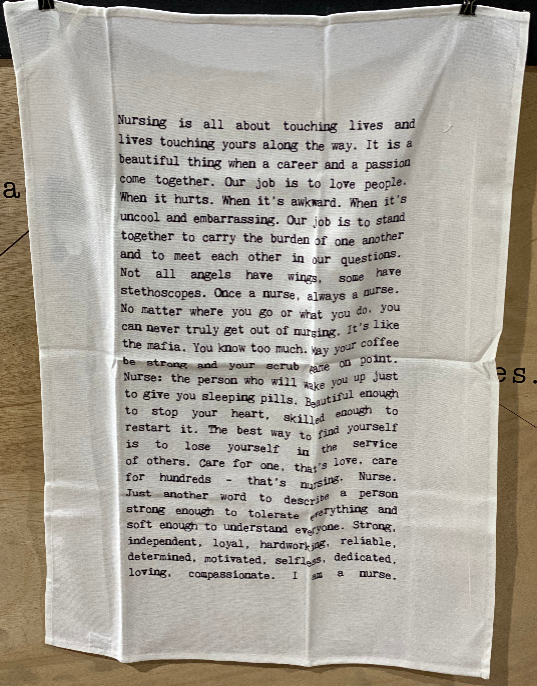 Nursing is all about touching lives and
lives touching yours along the way. It is a
beautiful thing when a career and a passion
come together. Our job is to love people.
When it hurts. When it's awkward. When it's
uncool and embarrassing. Our job is to stand
together to carry the burden of one another
and to meet each other in our questions.
Not all angels have wings, some have
stethoscopes. Once a nurse, always a nurse.
No matter where you go or what you do, you
can never truly get out of nursing. It's like
the mafia. You know too much. May your coffee
be strong and your scrub game on point.
Nurse: the person who will wake you up just
to give you sleeping pills. Beautiful enough
to stop your heart, skilled enough to
restart it. The best way to find yourself
is to lose yourself in the service
of others. Care for one, that's love, care
for hundreds - that's nursing. Nurse.
Just another word to describe a person
strong enough to tolerate everything and
soft enough to understand everyone. Strong,
independent, loyal, hardworking, reliable,
determined, motivated, selfless, dedicated,
loving, compassionate. I am a nurse.